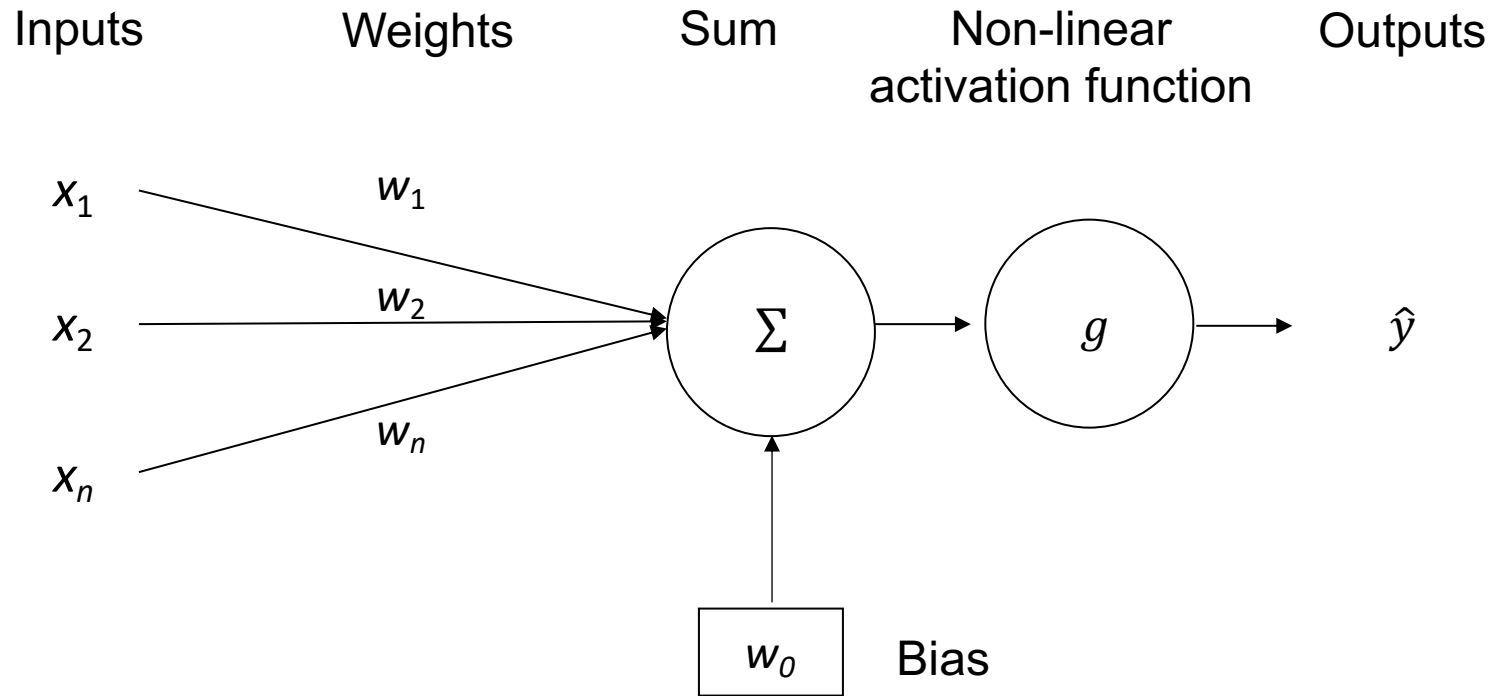 Inputs
Weights
Sum
Non-linear
activation function
Outputs
x₁
w₁
x₂
w₂
xₙ
wₙ
Σ
g
ŷ
w₀
Bias